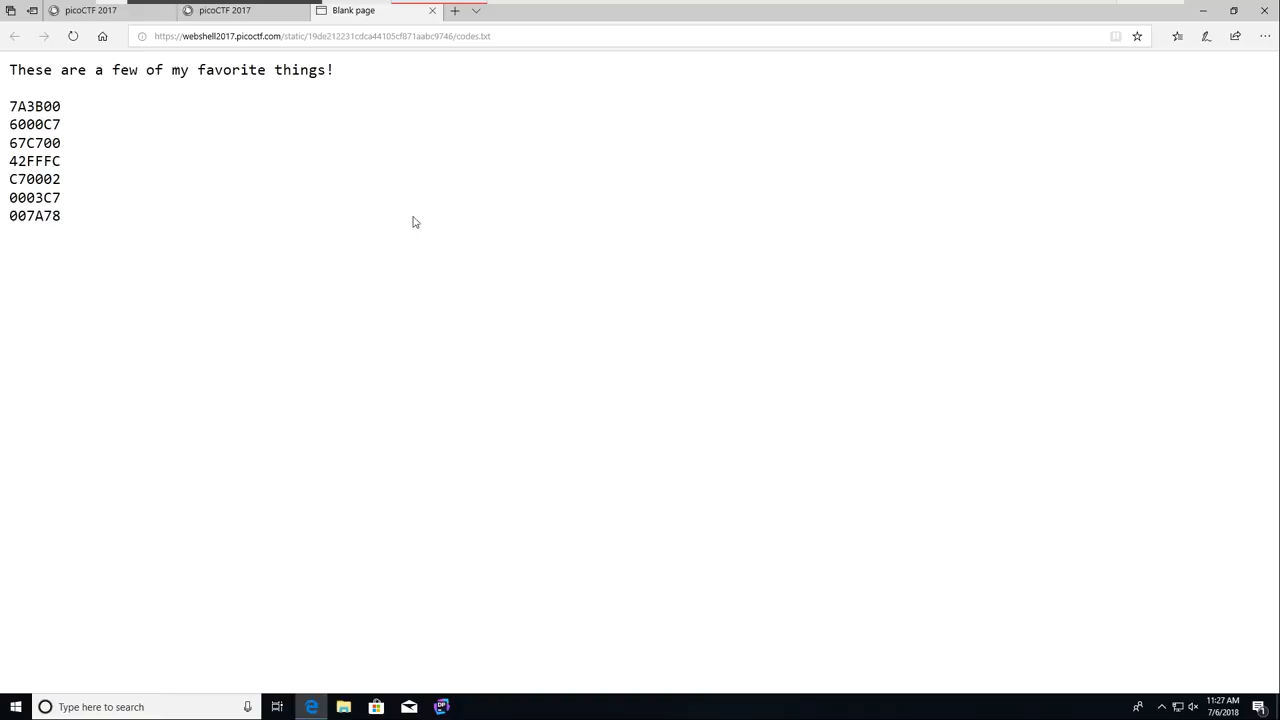 picoCTF 2017
picoCTF 2017
Blank page
https://webshell2017.picoctf.com/static/19de212231cdca44105cf871aabc9746/codes.txt
These are a few of my favorite things!
7A3B00
6000C7
67C700
42FFFC
C70002
0003C7
007A78
Type here to search
DP
11:27 AM
7/6/2018
1